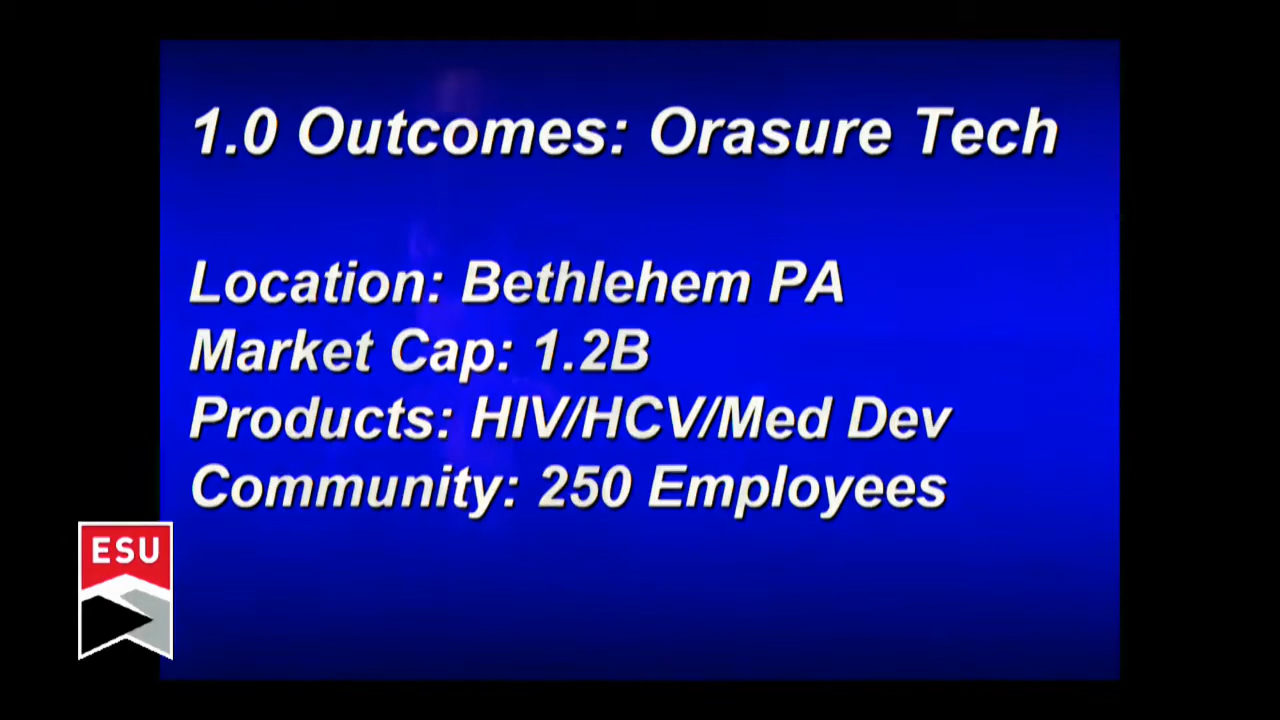 1.0 Outcomes: Orasure Tech
Location: Bethlehem PA
Market Cap: 1.2B
Products: HIV/HCV/Med Dev
Community: 250 Employees
ESU